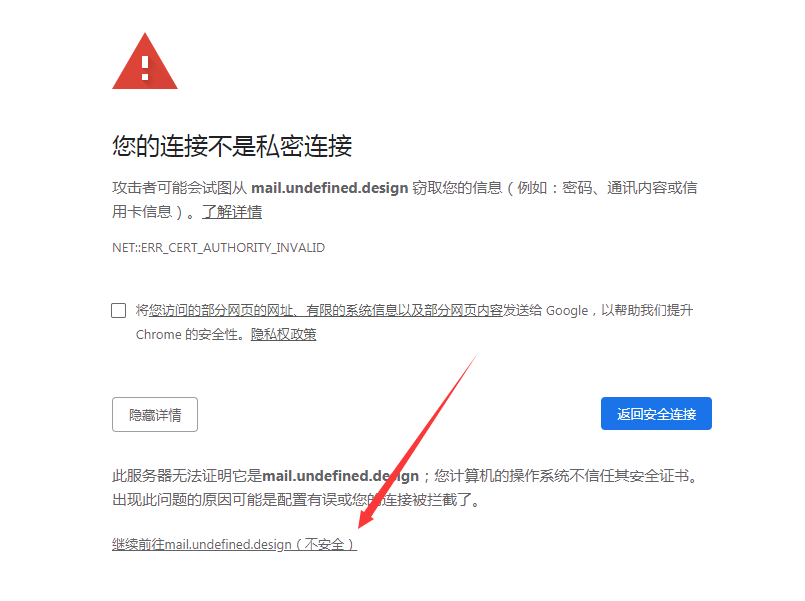 您的连接不是私密连接
攻击者可能会试图从 mail.undefined.design 窃取您的信息（例如：密码、通讯内容或信
用卡信息）。了解详情
NET::ERR_CERT_AUTHORITY_INVALID
将您访问的部分网页的网址、有限的系统信息以及部分网页内容发送给 Google，以帮助我们提升
Chrome 的安全性。隐私权政策
隐藏详情
返回安全连接
此服务器无法证明它是mail.undefined.design；您计算机的操作系统不信任其安全证书。
出现此问题的原因可能是配置有误或您的连接被拦截了。
继续前往mail.undefined.design（不安全）